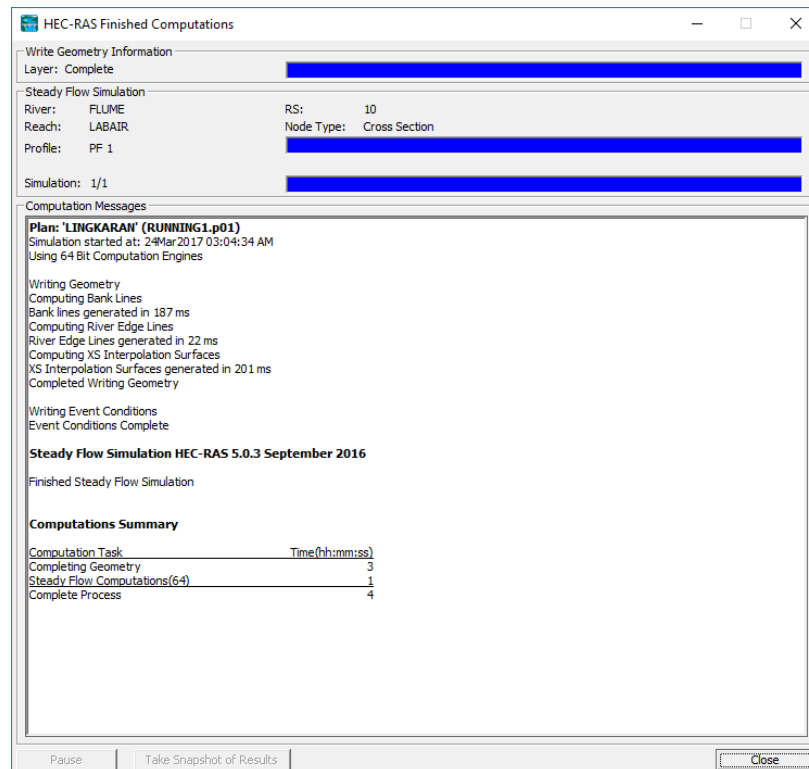 HEC-RAS Finished Computations
Write Geometry Information
Layer: Complete
Steady Flow Simulation
River: FLUME RS: 10
Reach: LABAIR Node Type: Cross Section
Profile: PF 1
Simulation: 1/1
Computation Messages
Plan: 'LINGKARAN' (RUNNING1.p01)
Simulation started at: 24Mar2017 03:04:34 AM
Using 64 Bit Computation Engines
Writing Geometry
Computing Bank Lines
Bank lines generated in 187 ms
Computing River Edge Lines
River Edge Lines generated in 22 ms
Computing XS Interpolation Surfaces
XS Interpolation Surfaces generated in 201 ms
Completed Writing Geometry
Writing Event Conditions
Event Conditions Complete
Steady Flow Simulation HEC-RAS 5.0.3 September 2016
Finished Steady Flow Simulation
Computations Summary
Computation Task Time(hh:mm:ss)
Completing Geometry 3
Steady Flow Computations(64) 1
Complete Process 4
Pause Take Snapshot of Results Close